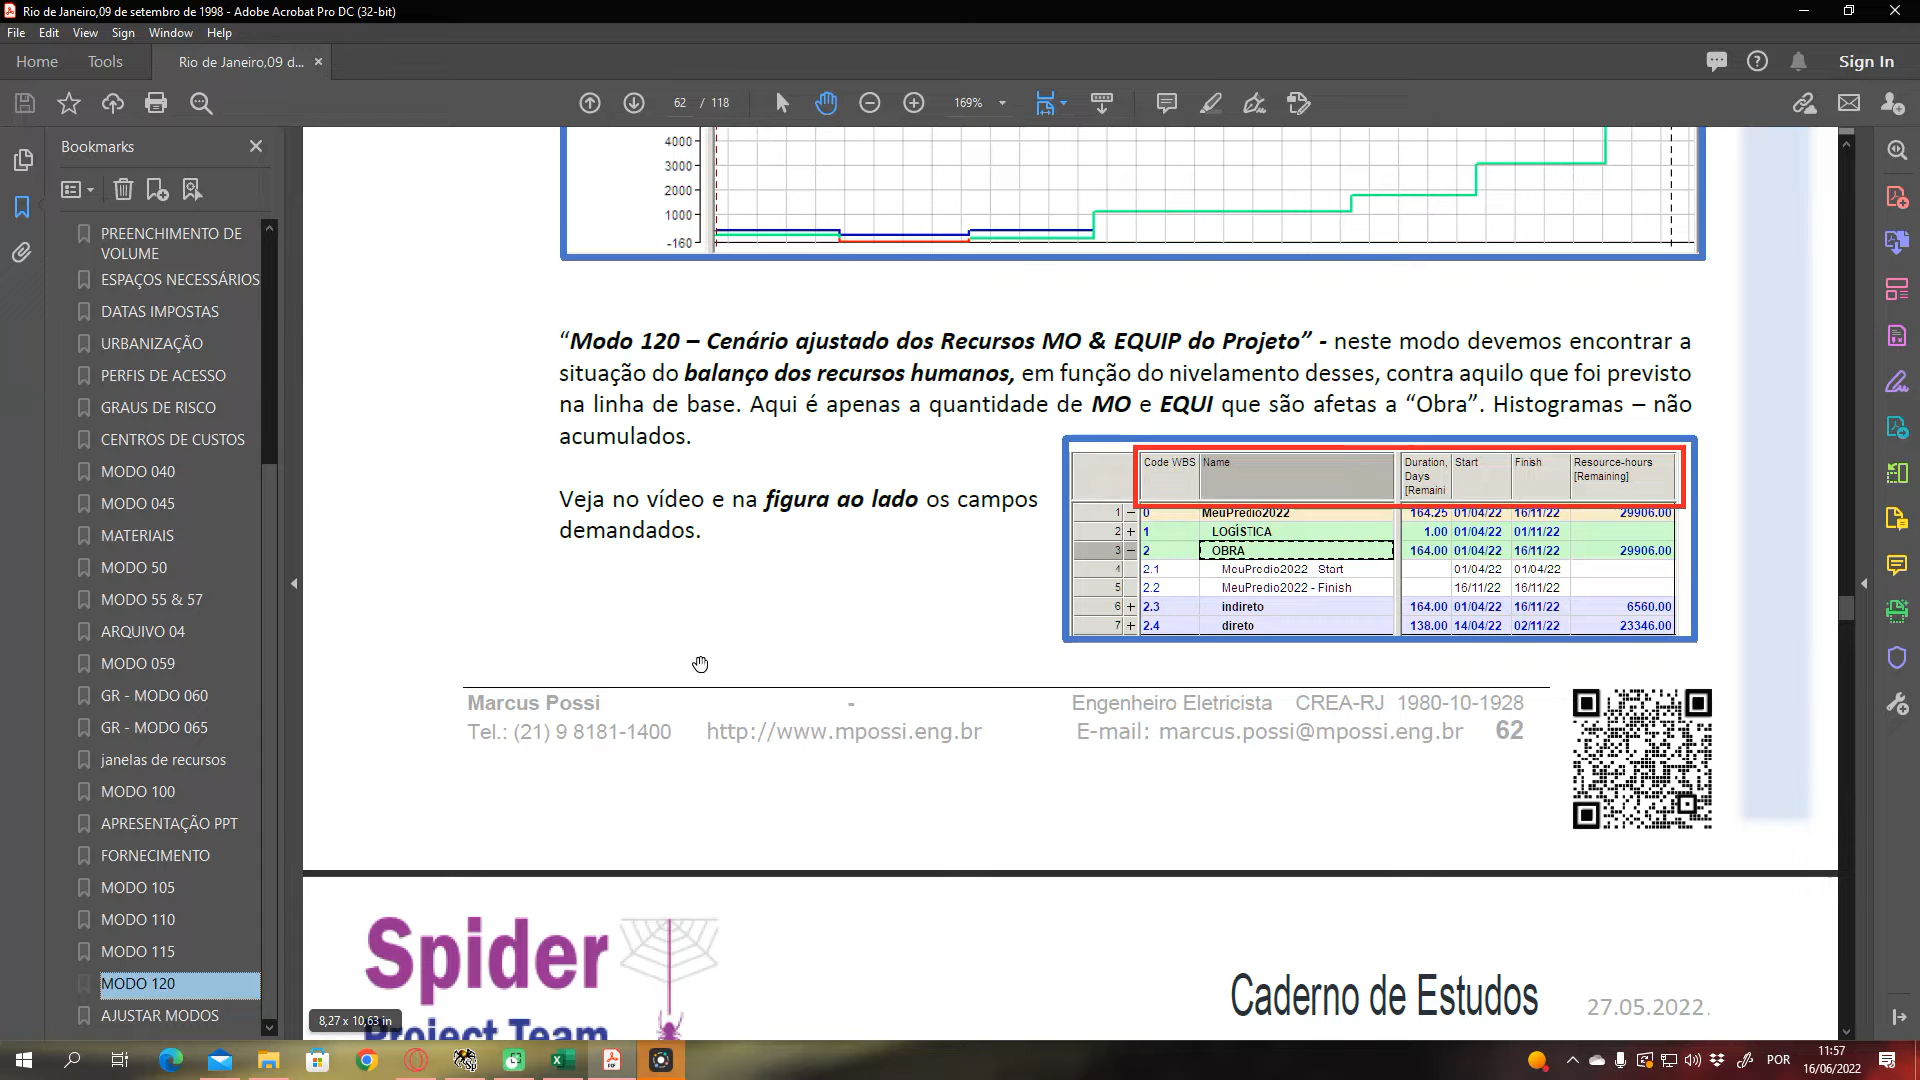 Rio de Janeiro,09 de setembro de 1998 - Adobe Acrobat Pro DC (32-bit)
File Edit View Sign Window Help
Home Tools Rio de Janeiro,09 d... × Sign In
62 / 118 169%
Bookmarks
PREENCHIMENTO DE
VOLUME
ESPAÇOS NECESSÁRIOS
DATAS IMPOSTAS
URBANIZAÇÃO
PERFIS DE ACESSO
GRAUS DE RISCO
CENTROS DE CUSTOS
MODO 040
MODO 045
MATERIAIS
MODO 50
MODO 55 & 57
ARQUIVO 04
MODO 059
GR - MODO 060
GR - MODO 065
janelas de recursos
MODO 100
APRESENTAÇÃO PPT
FORNECIMENTO
MODO 105
MODO 110
MODO 115
MODO 120
AJUSTAR MODOS
4000
3000
2000
1000
-160
“Modo 120 – Cenário ajustado dos Recursos MO & EQUIP do Projeto” - neste modo devemos encontrar a
situação do balanço dos recursos humanos, em função do nivelamento desses, contra aquilo que foi previsto
na linha de base. Aqui é apenas a quantidade de MO e EQUI que são afetas a “Obra”. Histogramas – não
acumulados.
Veja no vídeo e na figura ao lado os campos
demandados.
Code WBS Name Duration, Days [Remaini Start Finish Resource-hours [Remaining]
1 − 0 MeuPredio2022 164.25 01/04/22 16/11/22 29906.00
2 + 1 LOGÍSTICA 1.00 01/04/22 01/11/22
3 − 2 OBRA 164.00 01/04/22 16/11/22 29906.00
4 2.1 MeuPredio2022 Start 01/04/22 01/04/22
5 2.2 MeuPredio2022 - Finish 16/11/22 16/11/22
6 + 2.3 indireto 164.00 01/04/22 16/11/22 6560.00
7 + 2.4 direto 138.00 14/04/22 02/11/22 23346.00
Marcus Possi - Engenheiro Eletricista CREA-RJ 1980-10-1928
Tel.: (21) 9 8181-1400 http://www.mpossi.eng.br E-mail: marcus.possi@mpossi.eng.br 62
Spider
Project Team
Caderno de Estudos 27.05.2022.
8,27 x 10,63 in
POR
11:57
16/06/2022